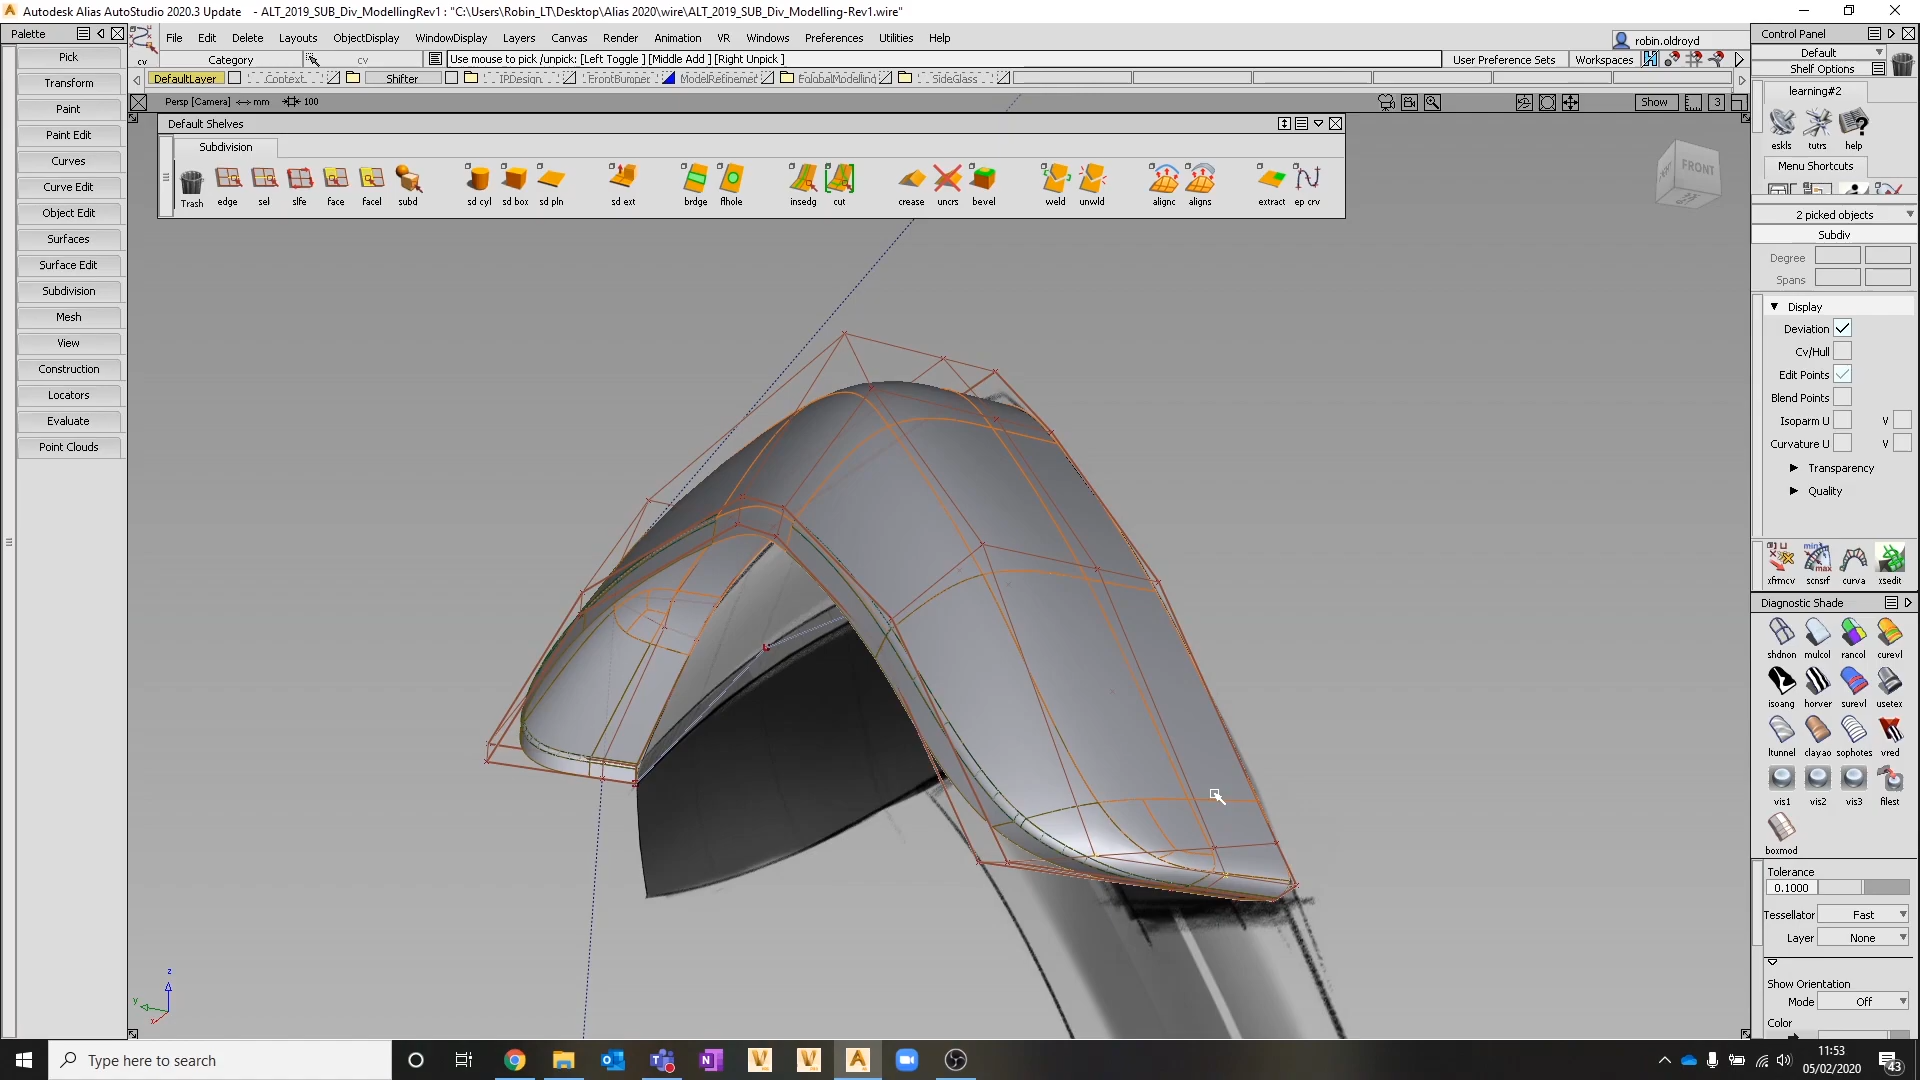 Autodesk Alias AutoStudio 2020.3 Update - ALT_2019_SUB_Div_ModellingRev1 : "C:\Users\Robin_LT\Desktop\Alias 2020\wire\ALT_2019_SUB_Div_Modelling-Rev1.wire"
Palette
File Edit Delete Layouts ObjectDisplay WindowDisplay Layers Canvas Render Animation VR Windows Preferences Utilities Help
robin.oldroyd
cv
Category
cv
Use mouse to pick /unpick: [Left Toggle ] [Middle Add ] [Right Unpick ]
User Preference Sets
Workspaces
DefaultLayer
Context
Shifter
IPDesign
FrontBumper
ModelRefinemer
SideGlass
Persp [Camera] <-> mm 100
Show
3
Pick
Transform
Paint
Paint Edit
Curves
Curve Edit
Object Edit
Surfaces
Surface Edit
Subdivision
Mesh
View
Construction
Locators
Evaluate
Point Clouds
Default Shelves
Subdivision
Trash edge sel slfe face facel subd sd cyl sd box sd pln sd ext brdge flhole insedg cut crease uncrs bevel weld unwld alignc aligns extract ep crv
FRONT
Control Panel
Default
Shelf Options
learning#2
eskls tutrs help
Menu Shortcuts
2 picked objects
Subdiv
Degree
Spans
Display
Deviation
Cv/Hull
Edit Points
Blend Points
Isoparm U V
Curvature U V
Transparency
Quality
xfrmcv scnsrf curva xsedit
Diagnostic Shade
shdnon mulcol rancol curevl
isoang horver surevl usetex
ltunnel clayao sophotes vred
vis1 vis2 vis3 filest
boxmod
Tolerance
0.1000
Tessellator Fast
Layer None
Show Orientation
Mode Off
Color
z
y
x
Type here to search
11:53
05/02/2020
43